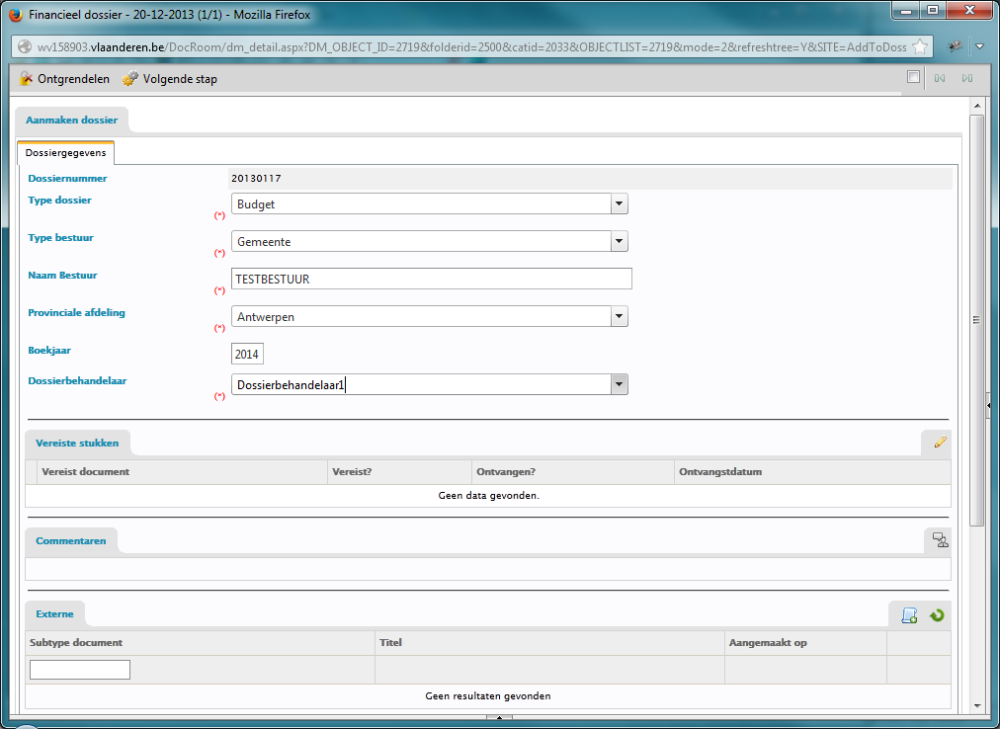 Financieel dossier - 20-12-2013 (1/1) - Mozilla Firefox
wv158903.vlaanderen.be/DocRoom/dm_detail.aspx?DM_OBJECT_ID=2719&folderid=2500&catid=2033&OBJECTLIST=2719&mode=2&refreshtree=Y&SITE=AddToDoss
Ontgrendelen Volgende stap
Aanmaken dossier
Dossiergegevens
Dossiernummer 20130117
Type dossier (*) Budget
Type bestuur (*) Gemeente
Naam Bestuur (*) TESTBESTUUR
Provinciale afdeling (*) Antwerpen
Boekjaar 2014
Dossierbehandelaar (*) Dossierbehandelaar1
Vereiste stukken
Vereist document Vereist? Ontvangen? Ontvangstdatum
Geen data gevonden.
Commentaren
Externe
Subtype document Titel Aangemaakt op
Geen resultaten gevonden